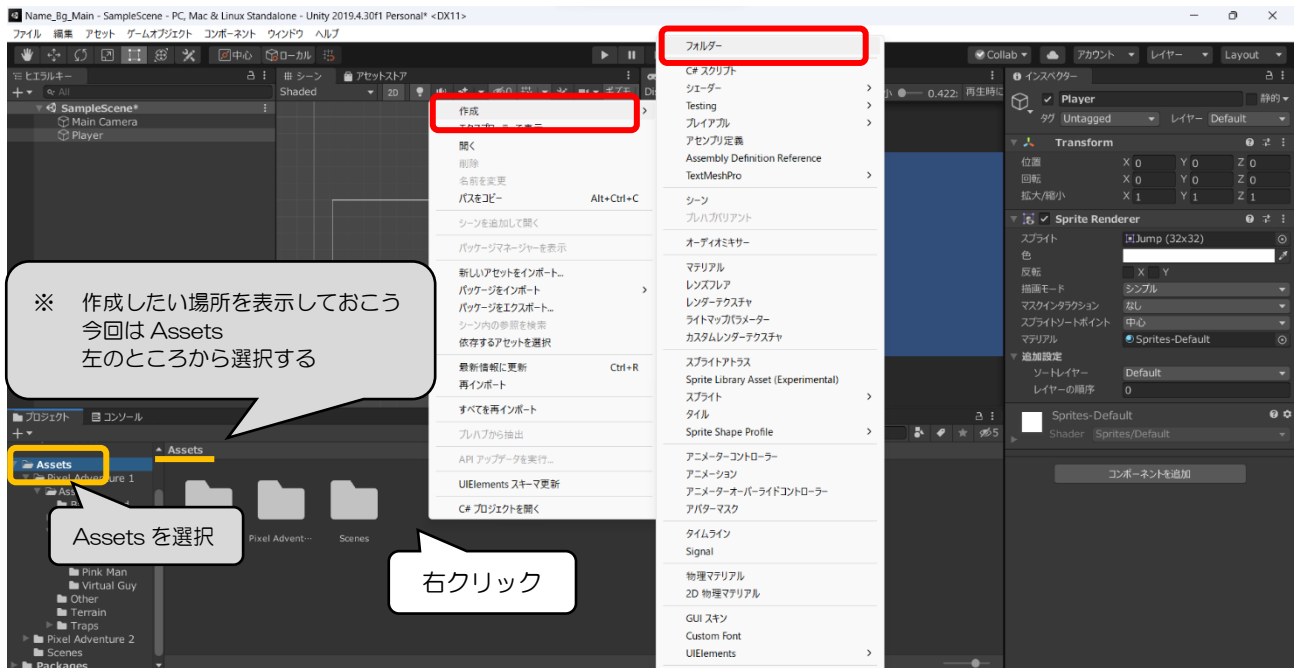 Name_Bg_Main - SampleScene - PC, Mac & Linux Standalone - Unity 2019.4.30f1 Personal* <DX11>
ファイル 編集 アセット ゲームオブジェクト コンポーネント ウィンドウ ヘルプ
中心 ローカル
Collab アカウント レイヤー Layout
ヒエラルキー
All
SampleScene*
Main Camera
Player
シーン アセットストア
Shaded 2D
0.422: 再生時に
作成
開く
削除
名前を変更
パスをコピー Alt+Ctrl+C
シーンを追加して開く
パッケージマネージャーを表示
新しいアセットをインポート...
パッケージをインポート
パッケージをエクスポート...
シーン内の参照を検索
依存するアセットを選択
最新情報に更新 Ctrl+R
再インポート
すべてを再インポート
プレハブから抽出
API アップデータを実行...
UIElements スキーマ更新
C# プロジェクトを開く
フォルダー
C# スクリプト
シェーダー
Testing
プレイアブル
アセンブリ定義
Assembly Definition Reference
TextMeshPro
シーン
プレハブバリアント
オーディオミキサー
マテリアル
レンズフレア
レンダーテクスチャ
ライトマップパラメーター
カスタムレンダーテクスチャ
スプライトアトラス
Sprite Library Asset (Experimental)
スプライト
タイル
Sprite Shape Profile
アニメーターコントローラー
アニメーション
アニメーターオーバーライドコントローラー
アバターマスク
タイムライン
Signal
物理マテリアル
2D 物理マテリアル
GUI スキン
Custom Font
UIElements
インスペクター
Player 静的
タグ Untagged レイヤー Default
Transform
位置 X 0 Y 0 Z 0
回転 X 0 Y 0 Z 0
拡大/縮小 X 1 Y 1 Z 1
Sprite Renderer
スプライト Jump (32x32)
色
反転 X Y
描画モード シンプル
マスクインタラクション なし
スプライトソートポイント 中心
マテリアル Sprites-Default
追加設定
ソートレイヤー Default
レイヤーの順序 0
Sprites-Default
Shader Sprites/Default
コンポーネントを追加
※ 作成したい場所を表示しておこう
今回は Assets
左のところから選択する
プロジェクト コンソール
5
Assets
Assets
Pixel Adventure 1
Assets を選択
Pixel Advent… Scenes
右クリック
Pink Man
Virtual Guy
Other
Terrain
Traps
Pixel Adventure 2
Scenes
Packages